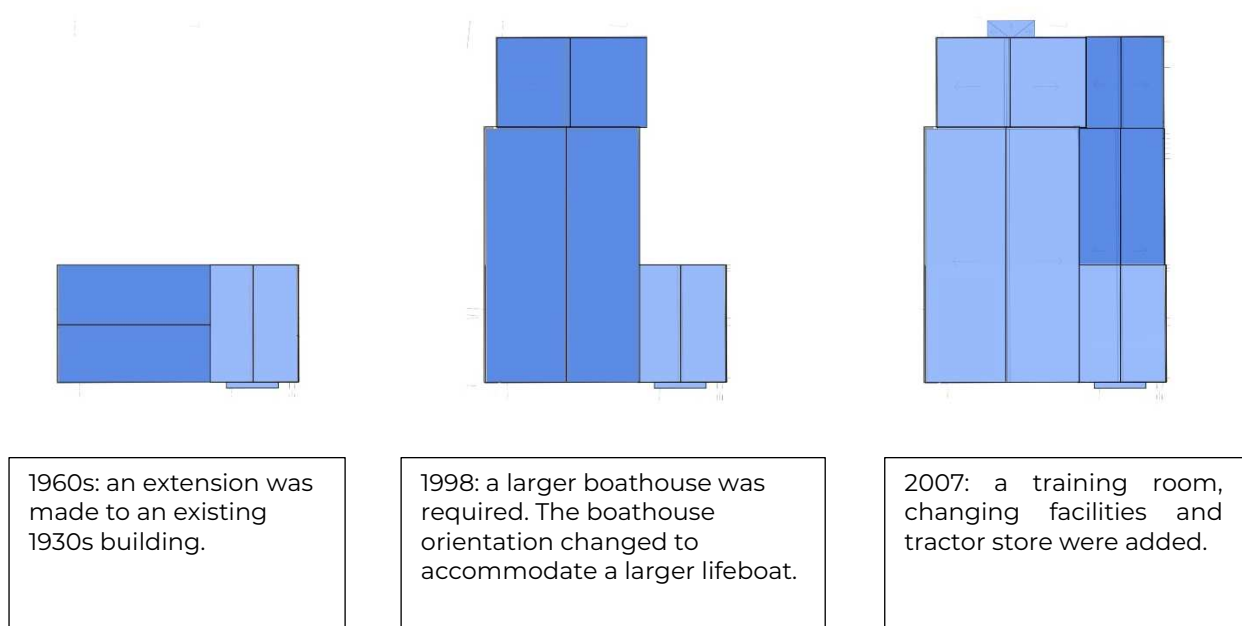 1960s: an extension was
made to an existing
1930s building.
1998: a larger boathouse was
required. The boathouse
orientation changed to
accommodate a larger lifeboat.
2007: a training room,
changing facilities and
tractor store were added.